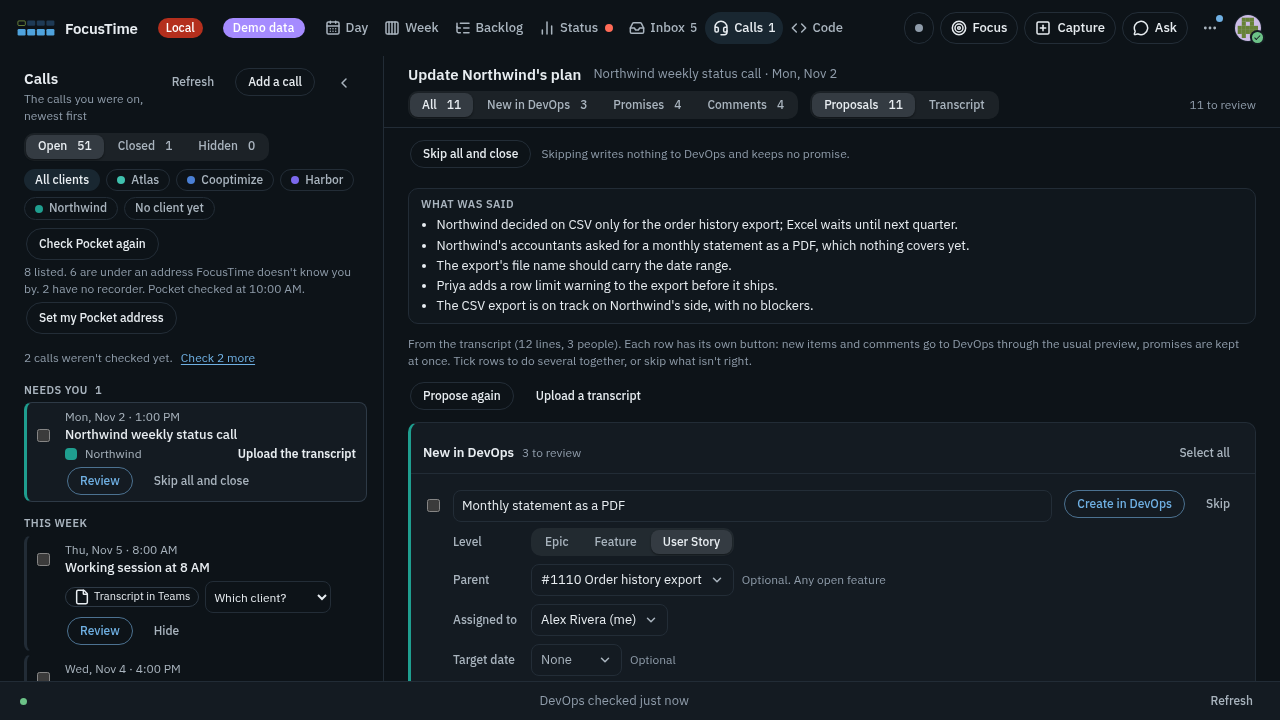 FocusTime
Local
Demo data
Day
Week
Backlog
Status
Inbox 5
Calls 1
Code
Focus
Capture
Ask
Calls
The calls you were on, newest first
Refresh
Add a call
Open 51
Closed 1
Hidden 0
All clients
Atlas
Cooptimize
Harbor
Northwind
No client yet
Check Pocket again
8 listed. 6 are under an address FocusTime doesn't know you
by. 2 have no recorder. Pocket checked at 10:00 AM.
Set my Pocket address
2 calls weren't checked yet. Check 2 more
NEEDS YOU 1
Mon, Nov 2 · 1:00 PM
Northwind weekly status call
Northwind
Upload the transcript
Review
Skip all and close
THIS WEEK
Thu, Nov 5 · 8:00 AM
Working session at 8 AM
Transcript in Teams
Which client?
Review
Hide
Wed, Nov 4 · 4:00 PM
Update Northwind's plan
Northwind weekly status call · Mon, Nov 2
All 11
New in DevOps 3
Promises 4
Comments 4
Proposals 11
Transcript
11 to review
Skip all and close
Skipping writes nothing to DevOps and keeps no promise.
WHAT WAS SAID
• Northwind decided on CSV only for the order history export; Excel waits until next quarter.
• Northwind's accountants asked for a monthly statement as a PDF, which nothing covers yet.
• The export's file name should carry the date range.
• Priya adds a row limit warning to the export before it ships.
• The CSV export is on track on Northwind's side, with no blockers.
From the transcript (12 lines, 3 people). Each row has its own button: new items and comments go to DevOps through the usual preview, promises are kept
at once. Tick rows to do several together, or skip what isn't right.
Propose again
Upload a transcript
New in DevOps 3 to review
Select all
Monthly statement as a PDF
Create in DevOps
Skip
Level
Epic
Feature
User Story
Parent
#1110 Order history export
Optional. Any open feature
Assigned to
Alex Rivera (me)
Target date
None
Optional
DevOps checked just now
Refresh